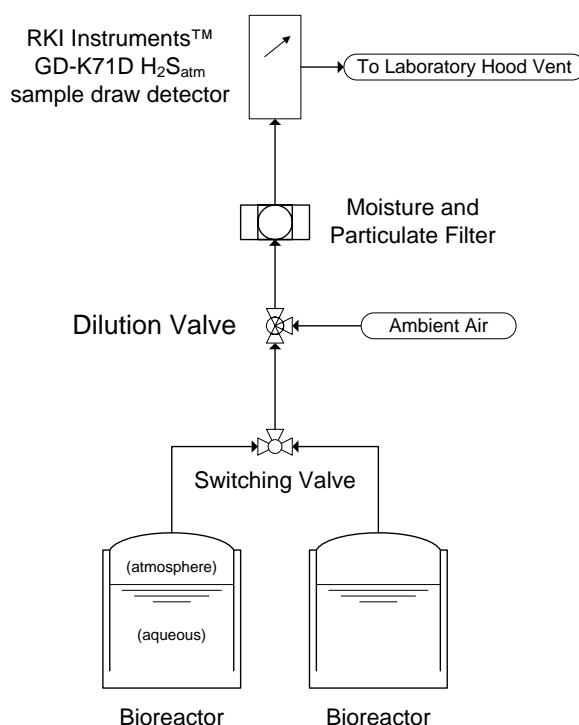 RKI Instruments™
GD-K71D H₂Sₐₜₘ
sample draw detector
To Laboratory Hood Vent
Moisture and
Particulate Filter
Dilution Valve
Ambient Air
Switching Valve
(atmosphere)
(aqueous)
Bioreactor
Bioreactor